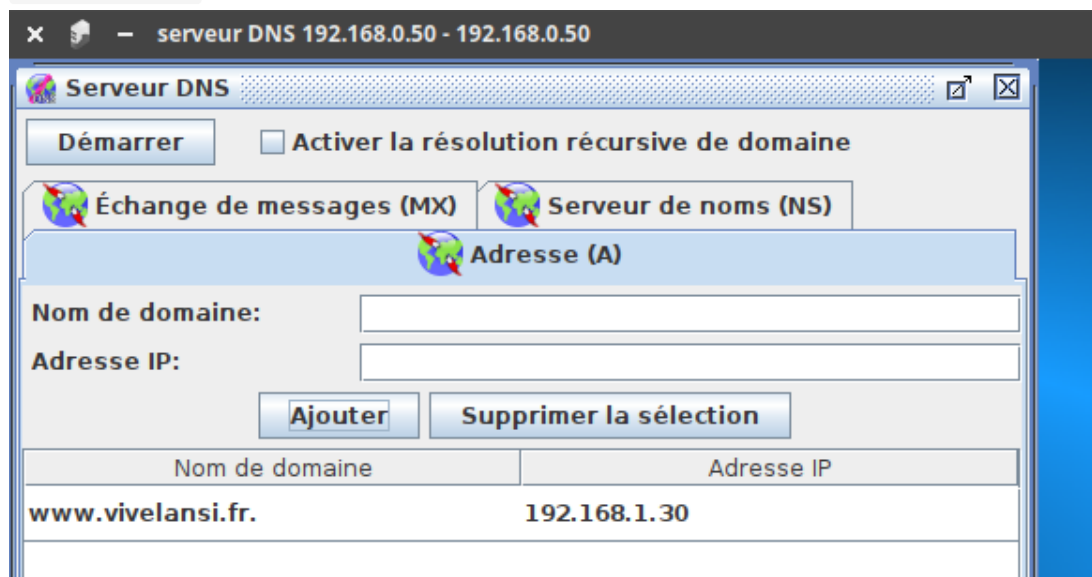 serveur DNS 192.168.0.50 - 192.168.0.50
Serveur DNS
Démarrer Activer la résolution récursive de domaine
Échange de messages (MX) Serveur de noms (NS)
Adresse (A)
Nom de domaine:
Adresse IP:
Ajouter Supprimer la sélection
Nom de domaine Adresse IP
www.vivelansi.fr. 192.168.1.30